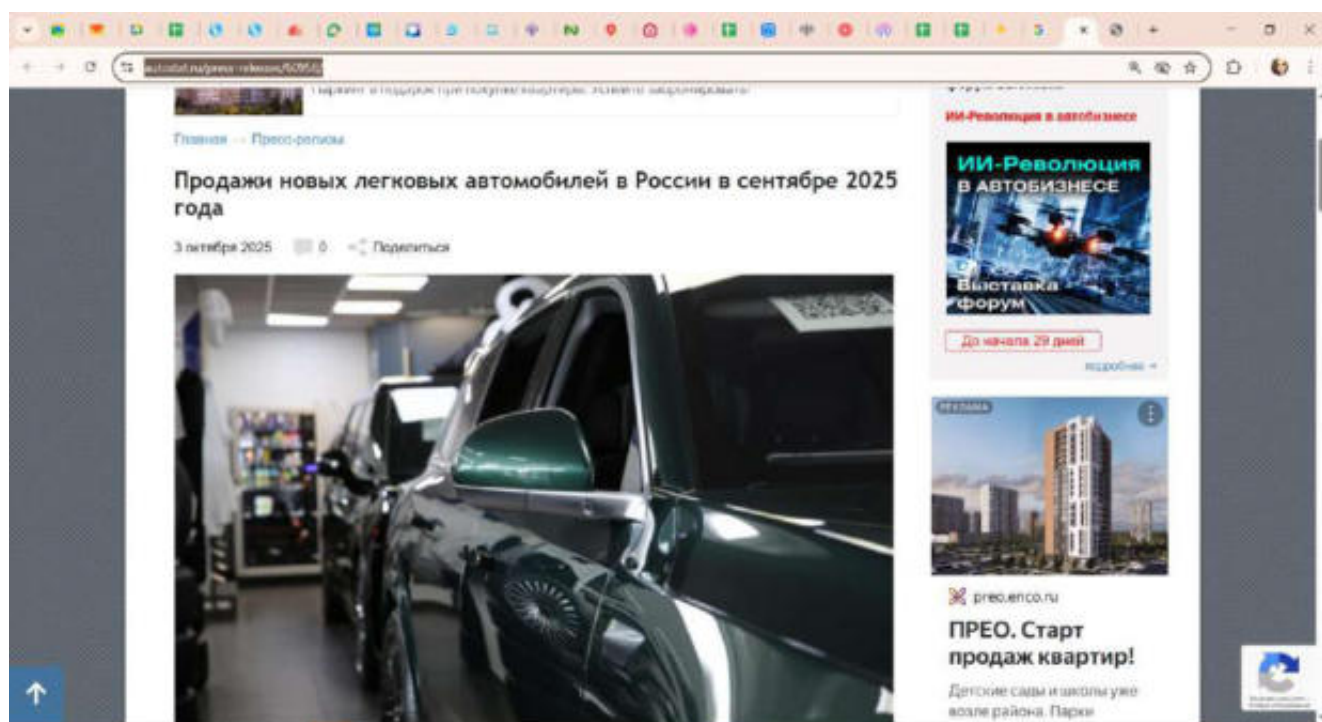 Главная → Пресс-релизы
Продажи новых легковых автомобилей в России в сентябре 2025
года
3 октября 2025 0 Поделиться
ИИ-Революция в автобизнесе
ИИ-Революция
В АВТОБИЗНЕСЕ
Выставка
форум
До начала 29 дней
подробнее →
РЕКЛАМА
preo.enco.ru
ПРЕО. Старт
продаж квартир!
Детские сады и школы уже
возле района. Парки